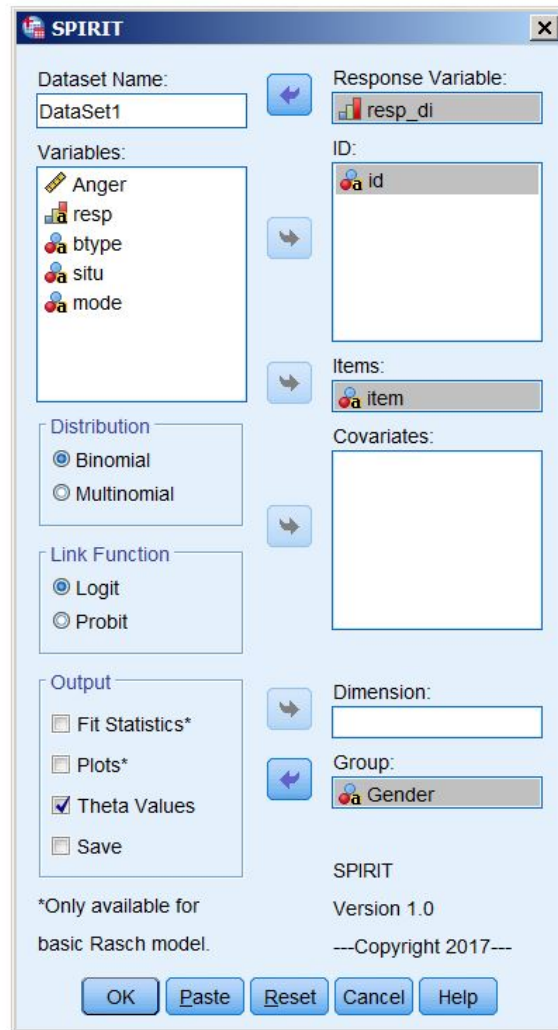 SPIRIT
Dataset Name:
DataSet1
Variables:
Anger
resp
btype
situ
mode
Distribution
Binomial
Multinomial
Link Function
Logit
Probit
Output
Fit Statistics*
Plots*
Theta Values
Save
*Only available for
basic Rasch model.
Response Variable:
resp_di
ID:
id
Items:
item
Covariates:
Dimension:
Group:
Gender
SPIRIT
Version 1.0
---Copyright 2017---
OK Paste Reset Cancel Help